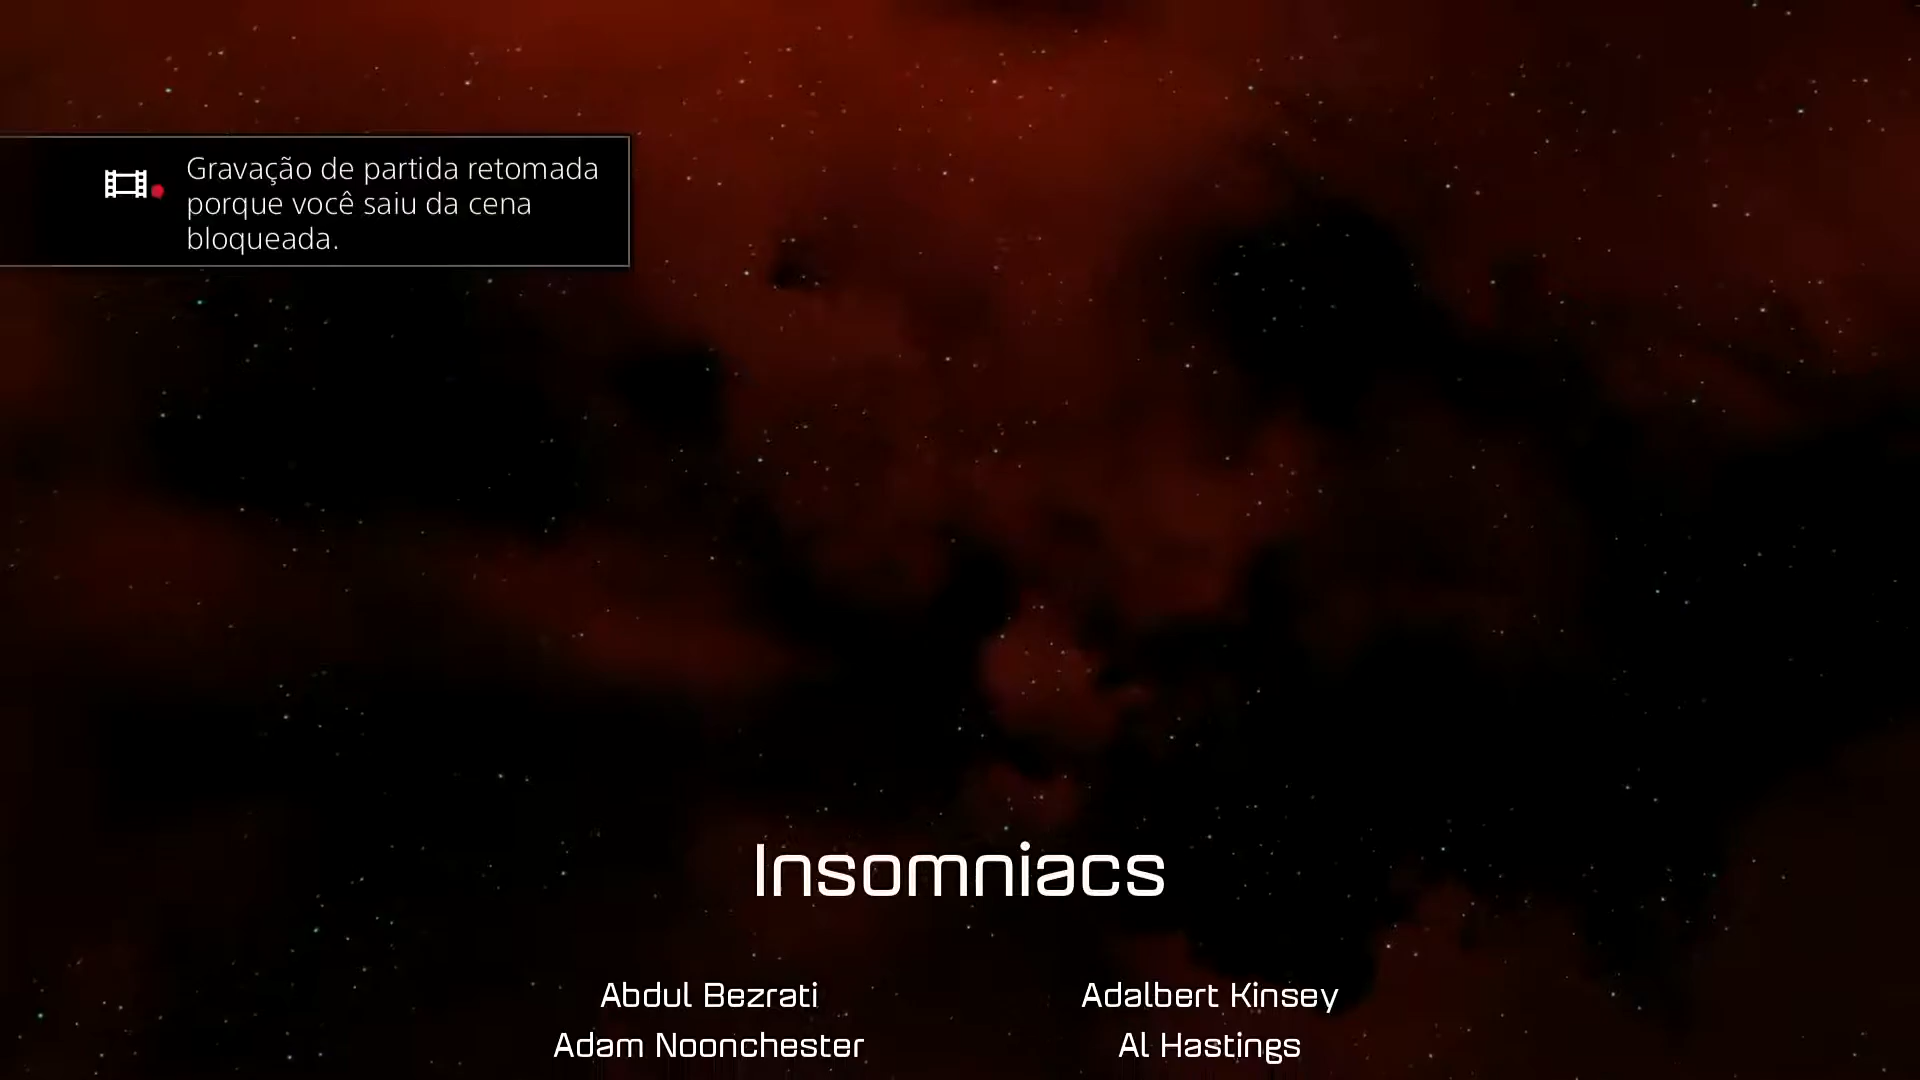 Gravação de partida retomada
porque você saiu da cena
bloqueada.
Insomniacs
Abdul Bezrati
Adalbert Kinsey
Adam Noonchester
Al Hastings